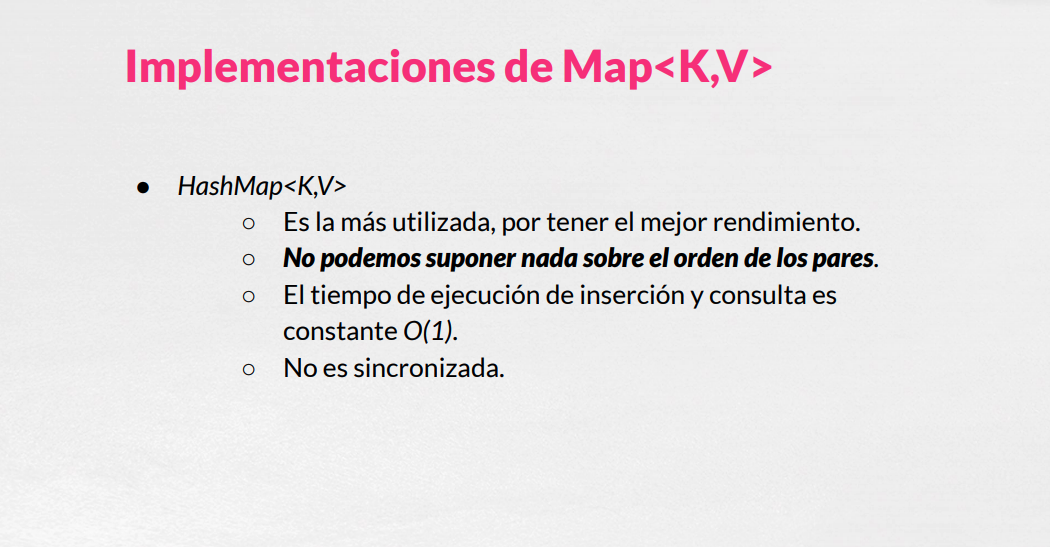 Implementaciones de Map<K,V>
● HashMap<K,V>
○ Es la más utilizada, por tener el mejor rendimiento.
○ No podemos suponer nada sobre el orden de los pares.
○ El tiempo de ejecución de inserción y consulta es
constante O(1).
○ No es sincronizada.